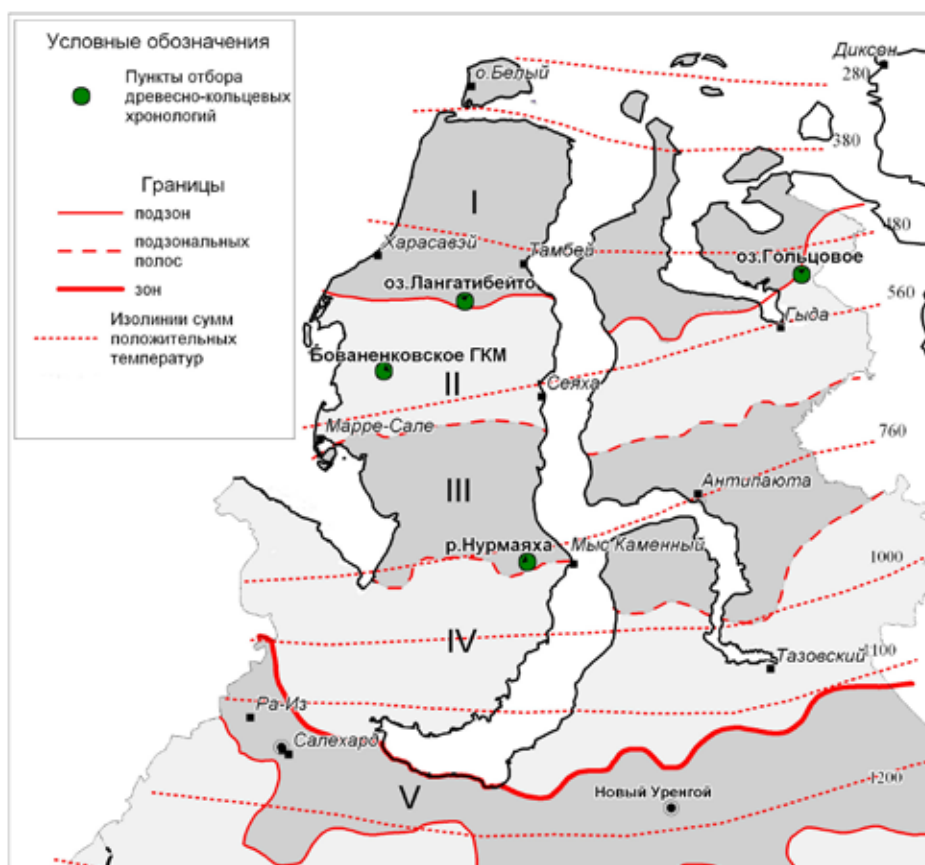 Условные обозначения
Пункты отбора
древесно-кольцевых
хронологий
Границы
подзон
подзональных
полос
зон
Изолинии сумм
положительных
температур
Диксон
о.Белый
280
380
I
480
Харасавэй
Тамбей
оз.Гольцовое
оз.Лангатибейто
560
Гыда
Бованенковское ГКМ
II
Сеяха
Марре-Сале
760
III
Антипаюта
р.Нурмаяха
Мыс Каменный
1000
IV
1100
Тазовский
Ра-Из
Салехард
1200
V
Новый Уренгой